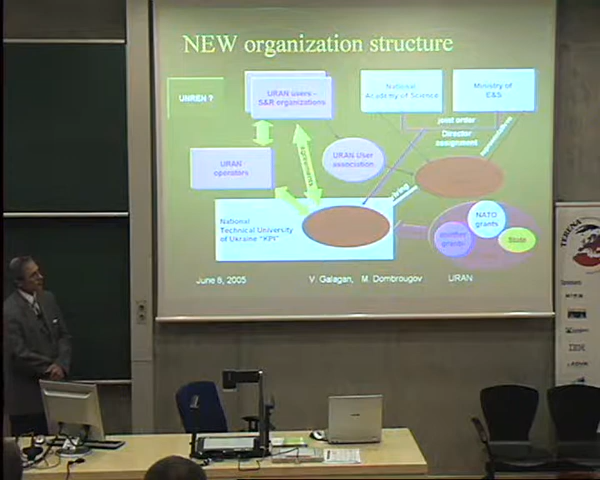 NEW organization structure
UNREN ?
URAN users -
S&R organizations
National
Academy of Science
Ministry of
E&S
joint order
Director
assignment
URAN
operators
URAN User
association
agreements
National
Technical University
of Ukraine "KPI"
NATO
grants
another
grants
State
June 8, 2005
V. Galagan, M. Dombrougov
URAN
TERENA
IBM